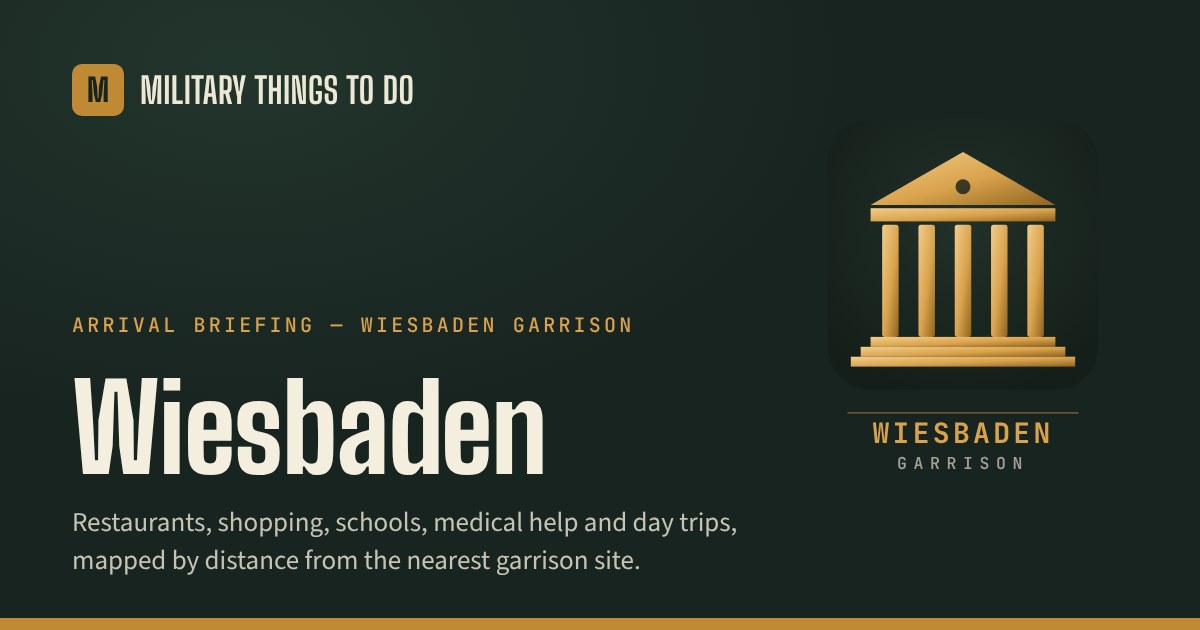 M MILITARY THINGS TO DO
ARRIVAL BRIEFING — WIESBADEN GARRISON
Wiesbaden
Restaurants, shopping, schools, medical help and day trips,
mapped by distance from the nearest garrison site.
WIESBADEN
GARRISON